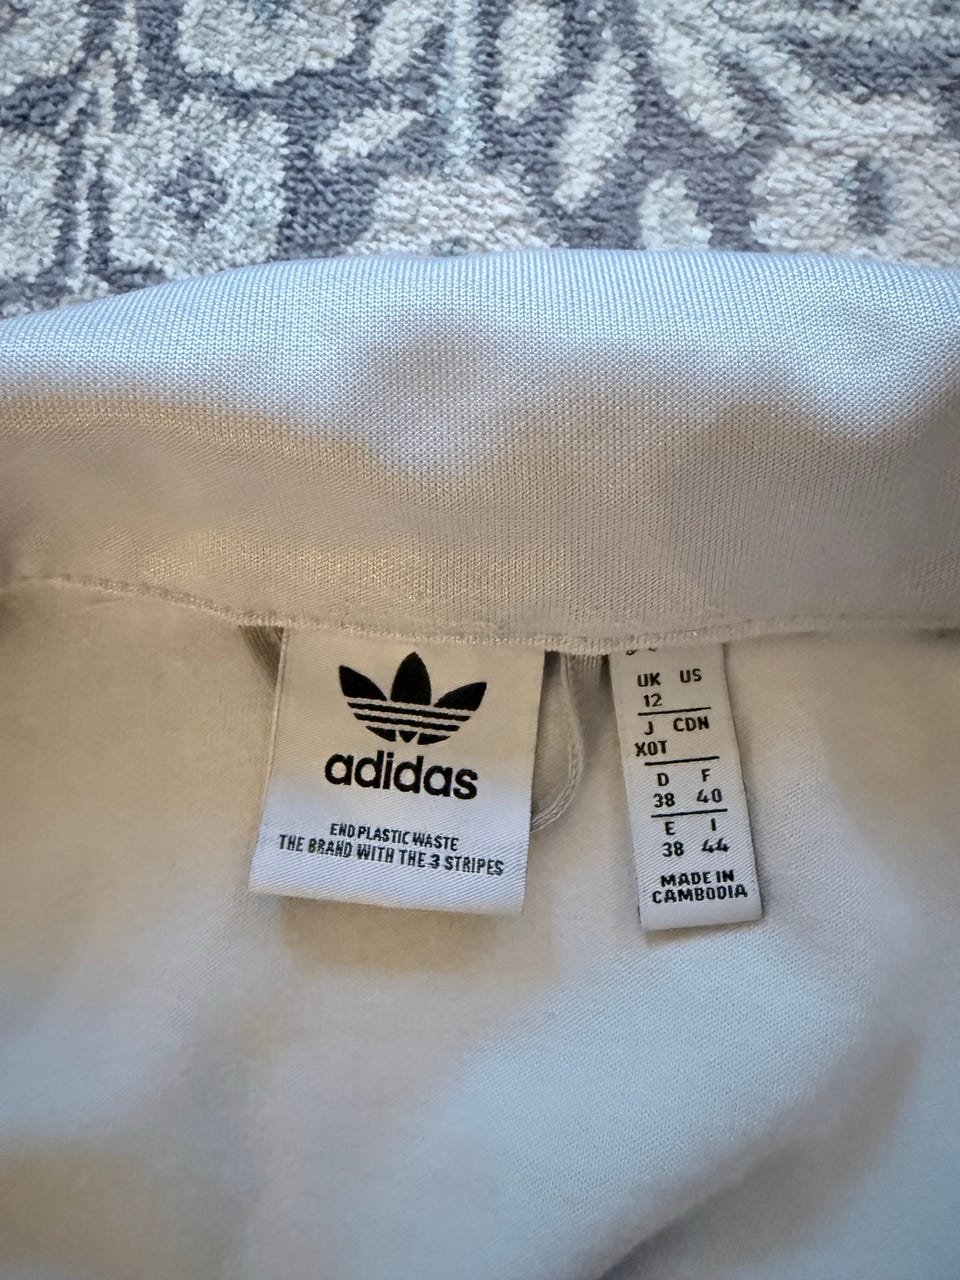 adidas
END PLASTIC WASTE
THE BRAND WITH THE 3 STRIPES
UK US
12
J CDN
XOT
D F
38 40
E I
38 44
MADE IN
CAMBODIA